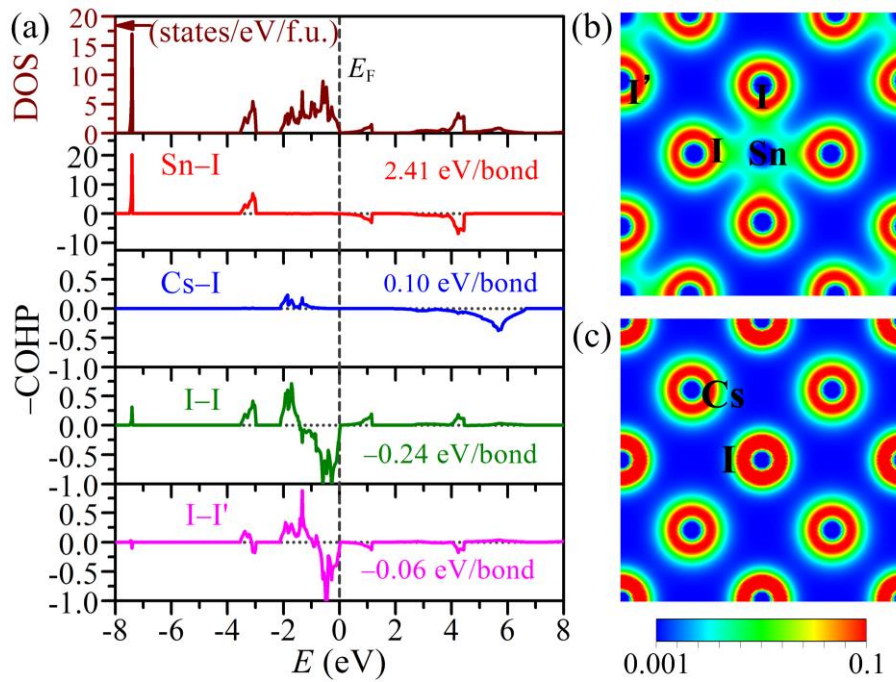 (a)
20
(states/eV/f.u.)
15
10
5
0
DOS
E_F
20
10
0
-10
Sn–I
2.41 eV/bond
0.5
0.0
-0.5
-1.0
Cs–I
0.10 eV/bond
–COHP
0.5
0.0
-0.5
-1.0
I–I
–0.24 eV/bond
0.5
0.0
-0.5
-1.0
I–I'
–0.06 eV/bond
-8 -6 -4 -2 0 2 4 6 8
E (eV)
(b)
I'
I
I
Sn
(c)
Cs
I
0.001 0.1